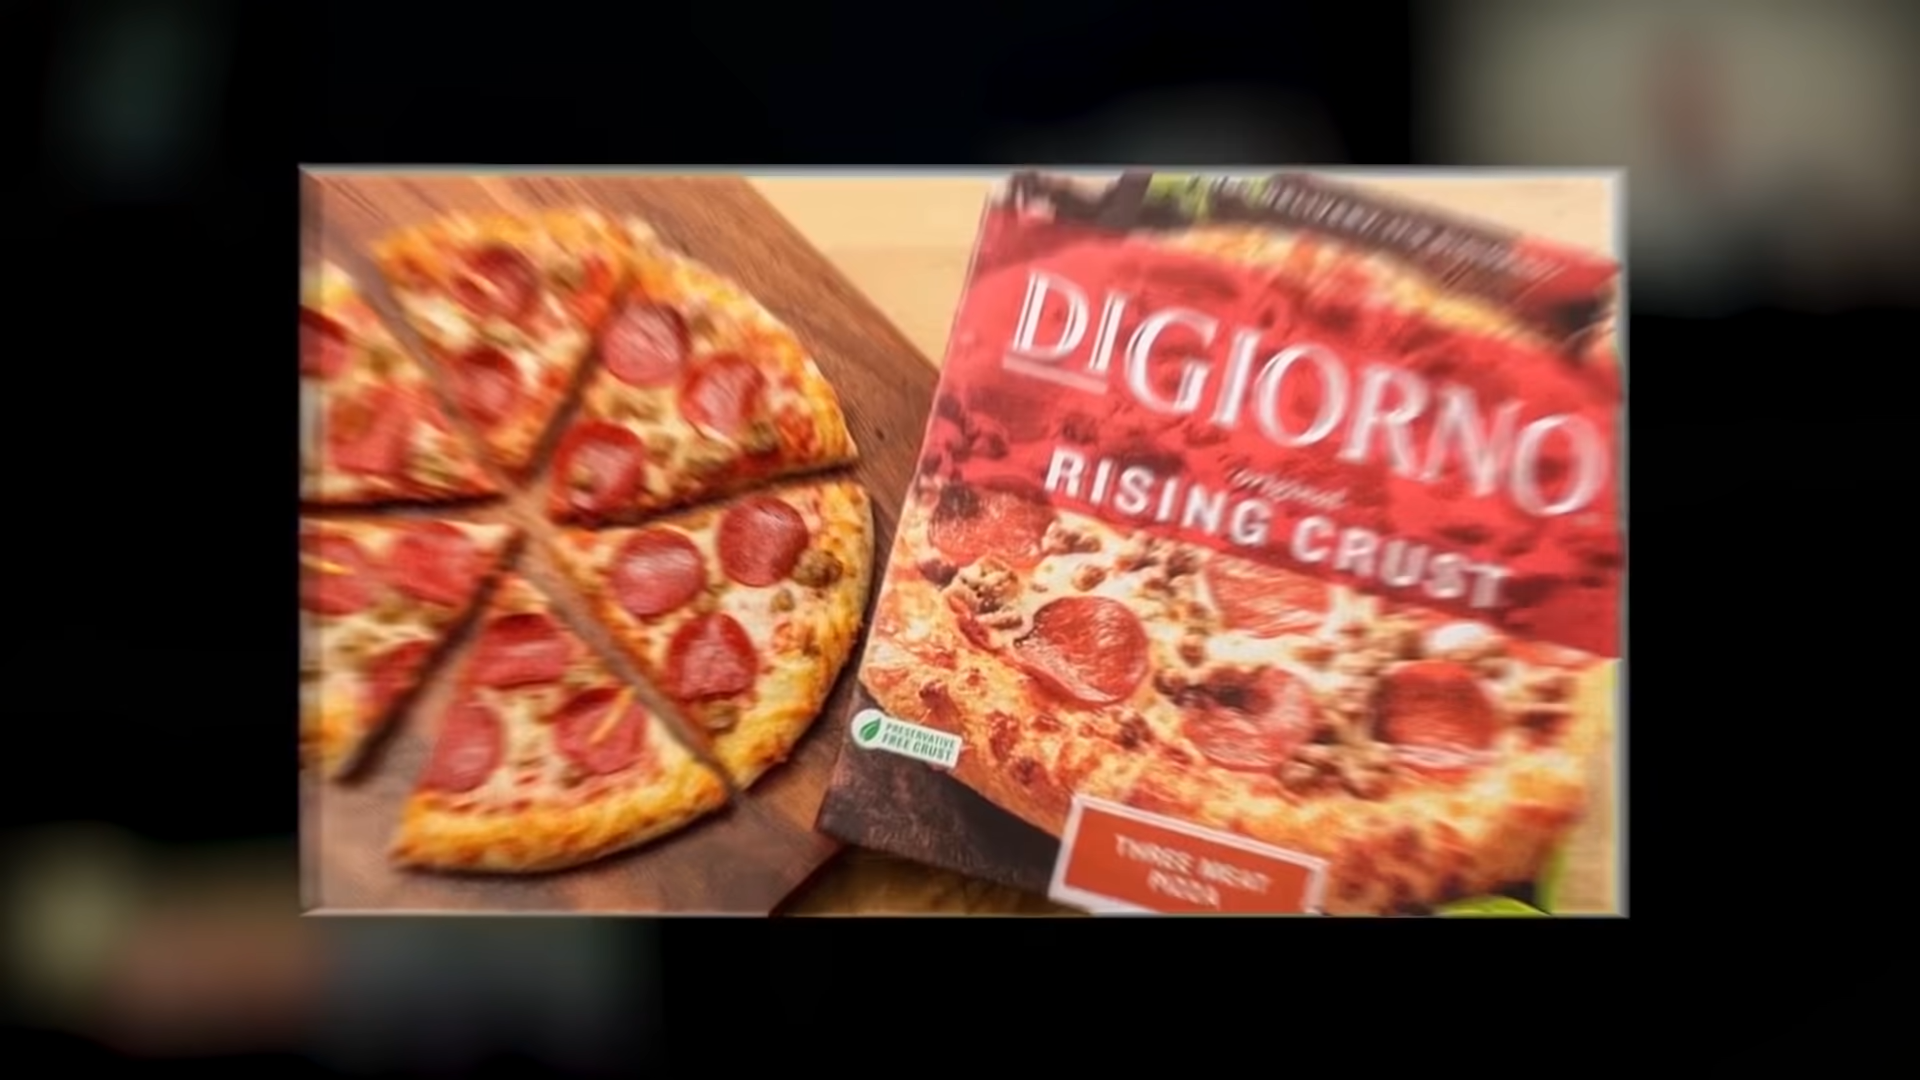 DIGIORNO
original
RISING CRUST
PRESERVATIVE
FREE CRUST
THREE MEAT
PIZZA